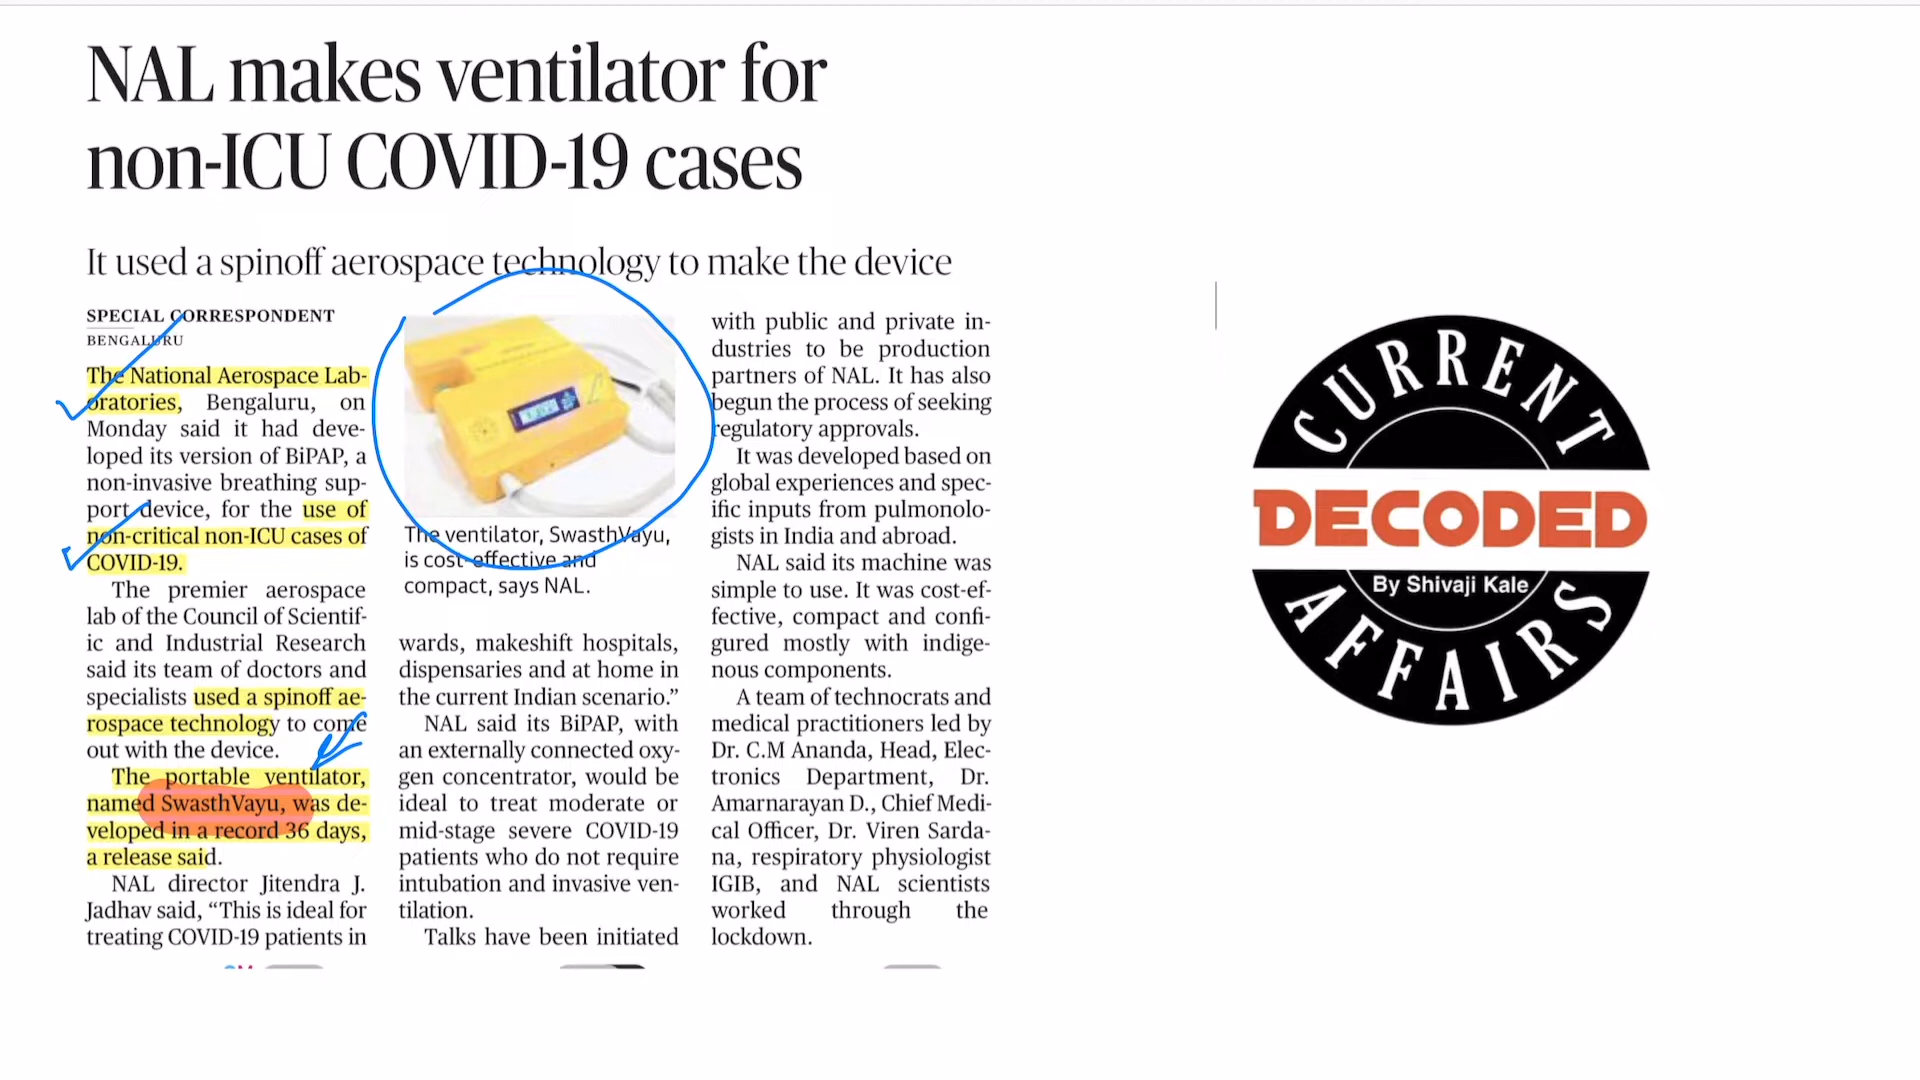 NAL makes ventilator for
non-ICU COVID-19 cases
It used a spinoff aerospace technology to make the device
SPECIAL CORRESPONDENT
BENGALURU
The National Aerospace Lab-
oratories, Bengaluru, on
Monday said it had deve-
loped its version of BiPAP, a
non-invasive breathing sup-
port device, for the use of
non-critical non-ICU cases of
COVID-19.
The premier aerospace
lab of the Council of Scientif-
ic and Industrial Research
said its team of doctors and
specialists used a spinoff ae-
rospace technology to come
out with the device.
The portable ventilator,
named SwasthVayu, was de-
veloped in a record 36 days,
a release said.
NAL director Jitendra J.
Jadhav said, “This is ideal for
treating COVID-19 patients in
The ventilator, SwasthVayu,
is cost-effective and
compact, says NAL.
wards, makeshift hospitals,
dispensaries and at home in
the current Indian scenario.”
NAL said its BiPAP, with
an externally connected oxy-
gen concentrator, would be
ideal to treat moderate or
mid-stage severe COVID-19
patients who do not require
intubation and invasive ven-
tilation.
Talks have been initiated
with public and private in-
dustries to be production
partners of NAL. It has also
begun the process of seeking
regulatory approvals.
It was developed based on
global experiences and spec-
ific inputs from pulmonolo-
gists in India and abroad.
NAL said its machine was
simple to use. It was cost-ef-
fective, compact and confi-
gured mostly with indige-
nous components.
A team of technocrats and
medical practitioners led by
Dr. C.M Ananda, Head, Elec-
tronics Department, Dr.
Amarnarayan D., Chief Medi-
cal Officer, Dr. Viren Sarda-
na, respiratory physiologist
IGIB, and NAL scientists
worked through the
lockdown.
CURRENT
DECODED
By Shivaji Kale
AFFAIRS